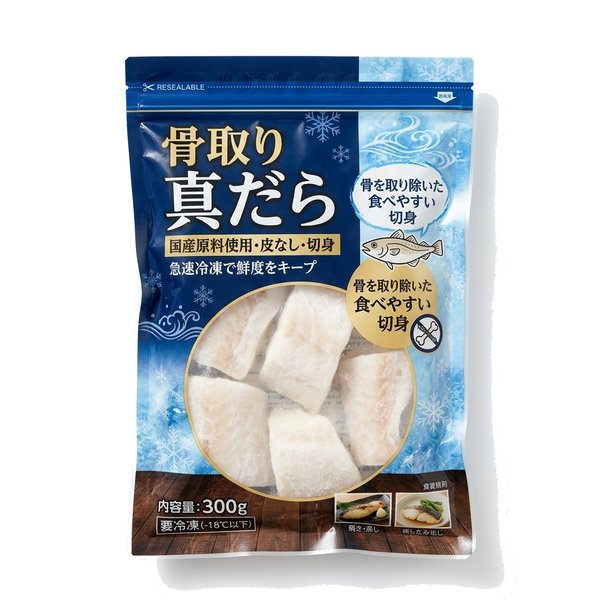 RESEALABLE
骨取り
真だら
国産原料使用・皮なし・切身
急速冷凍で鮮度をキープ
骨を取り除いた
食べやすい
切身
骨を取り除いた
食べやすい
切身
内容量:300g
要冷凍(-18℃以下)